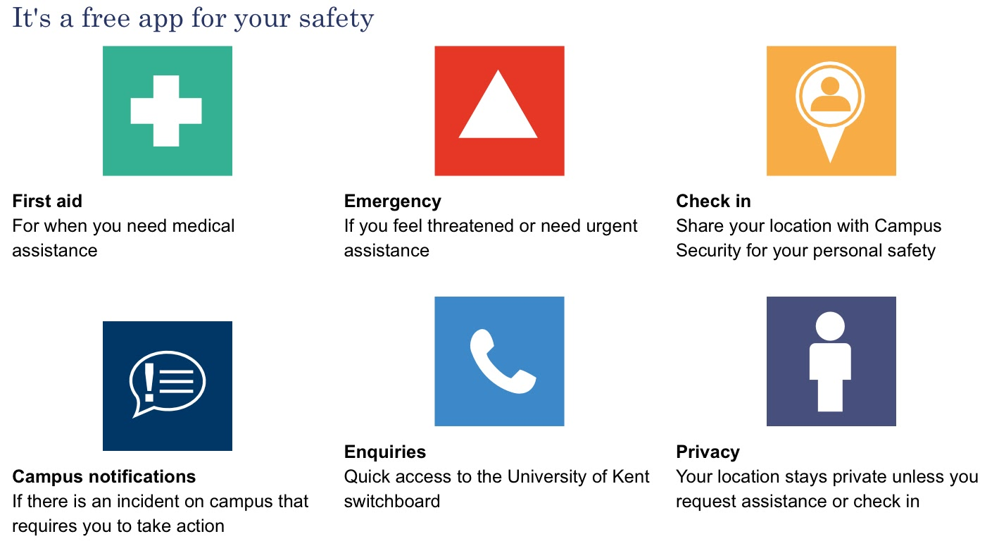 It's a free app for your safety
First aid
For when you need medical
assistance
Emergency
If you feel threatened or need urgent
assistance
Check in
Share your location with Campus
Security for your personal safety
Campus notifications
If there is an incident on campus that
requires you to take action
Enquiries
Quick access to the University of Kent
switchboard
Privacy
Your location stays private unless you
request assistance or check in